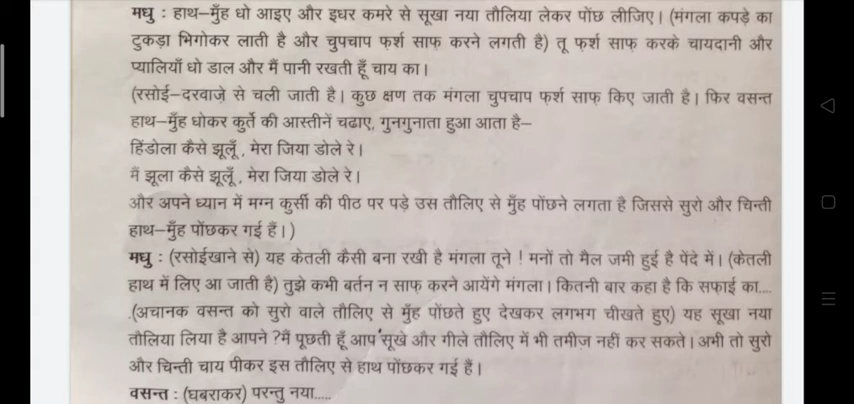 मधु : हाथ–मुँह धो आइए और इधर कमरे से सूखा नया तौलिया लेकर पोंछ लीजिए। (मंगला कपड़े का
टुकड़ा भिगोकर लाती है और चुपचाप फ़र्श साफ़ करने लगती है) तू फ़र्श साफ़ करके चायदानी और
प्यालियाँ धो डाल और मैं पानी रखती हूँ चाय का।
(रसोई–दरवाज़े से चली जाती है। कुछ क्षण तक मंगला चुपचाप फ़र्श साफ़ किए जाती है। फिर वसन्त
हाथ–मुँह धोकर कुर्ते की आस्तीनें चढाए, गुनगुनाता हुआ आता है–
हिंडोला कैसे झूलूँ, मेरा जिया डोले रे।
मैं झूला कैसे झूलूँ, मेरा जिया डोले रे।
और अपने ध्यान में मग्न कुर्सी की पीठ पर पड़े उस तौलिए से मुँह पोंछने लगता है जिससे सुरो और चिन्ती
हाथ–मुँह पोंछकर गई हैं।)
मधु : (रसोईखाने से) यह केतली कैसी बना रखी है मंगला तूने ! मनों तो मैल जमी हुई है पेंदे में। (केतली
हाथ में लिए आ जाती है) तुझे कभी बर्तन न साफ़ करने आयेंगे मंगला। कितनी बार कहा है कि सफाई का....
.(अचानक वसन्त को सुरो वाले तौलिए से मुँह पोंछते हुए देखकर लगभग चीखते हुए) यह सूखा नया
तौलिया लिया है आपने ?मैं पूछती हूँ आप सूखे और गीले तौलिए में भी तमीज़ नहीं कर सकते। अभी तो सुरो
और चिन्ती चाय पीकर इस तौलिए से हाथ पोंछकर गई हैं।
वसन्त : (घबराकर) परन्तु नया.....